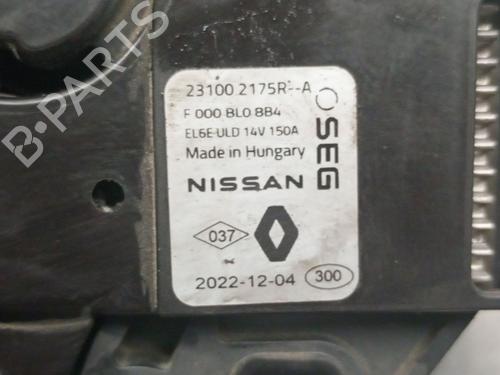 B-PARTS
23100 2175R--A
F 000 BL0 8B4
EL6E-ULD 14V 150A
Made in Hungary
SEG
NISSAN
037
2022-12-04 300